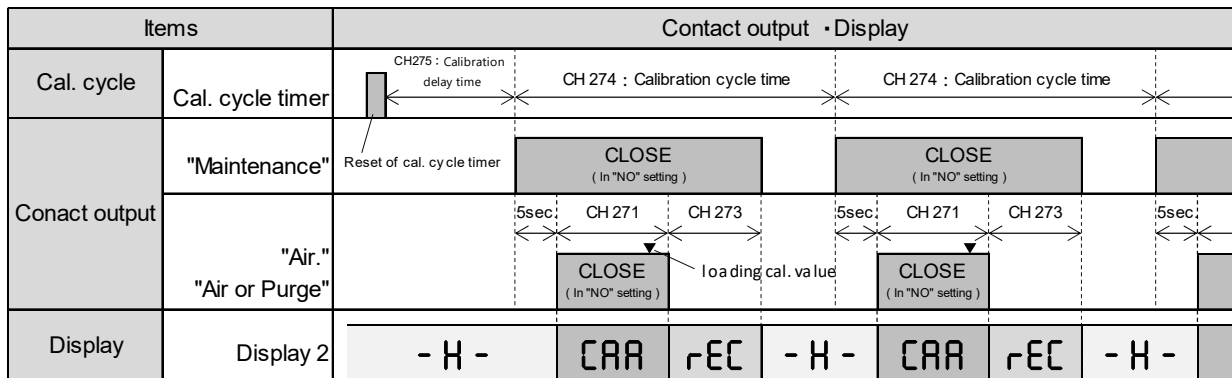 Items
Contact output ・Display
Cal. cycle
Cal. cycle timer
CH275：Calibration
delay time
CH 274：Calibration cycle time
CH 274：Calibration cycle time
Reset of cal. cycle timer
Conact output
"Maintenance"
CLOSE
( In "NO" setting )
CLOSE
( In "NO" setting )
5sec.
CH 271
CH 273
5sec.
CH 271
CH 273
5sec.
"Air."
"Air or Purge"
CLOSE
( In "NO" setting )
loading cal. value
CLOSE
( In "NO" setting )
Display
Display 2
- H -
CAA
rEC
- H -
CAA
rEC
- H -